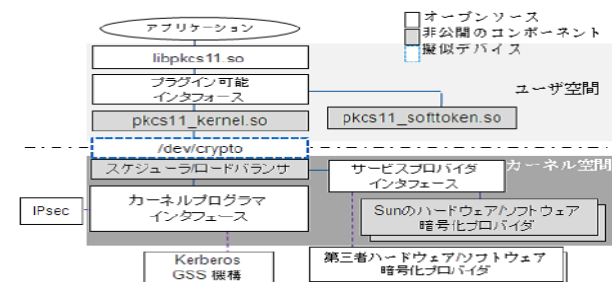 アプリケーション
オープンソース
非公開のコンポーネント
擬似デバイス
libpkcs11.so
プラグイン可能
インタフォース
ユーザ空間
pkcs11_kernel.so
pkcs11_softtoken.so
/dev/crypto
スケジューラ/ロードバランサ
サービスプロバイダ
インタフェース
カーネル空間
IPsec
カーネルプログラマ
インタフェース
Sunのハードウェア/ソフトウェア
暗号化プロバイダ
Kerberos
GSS 機構
第三者ハードウェア/ソフトウェア
暗号化プロバイダ